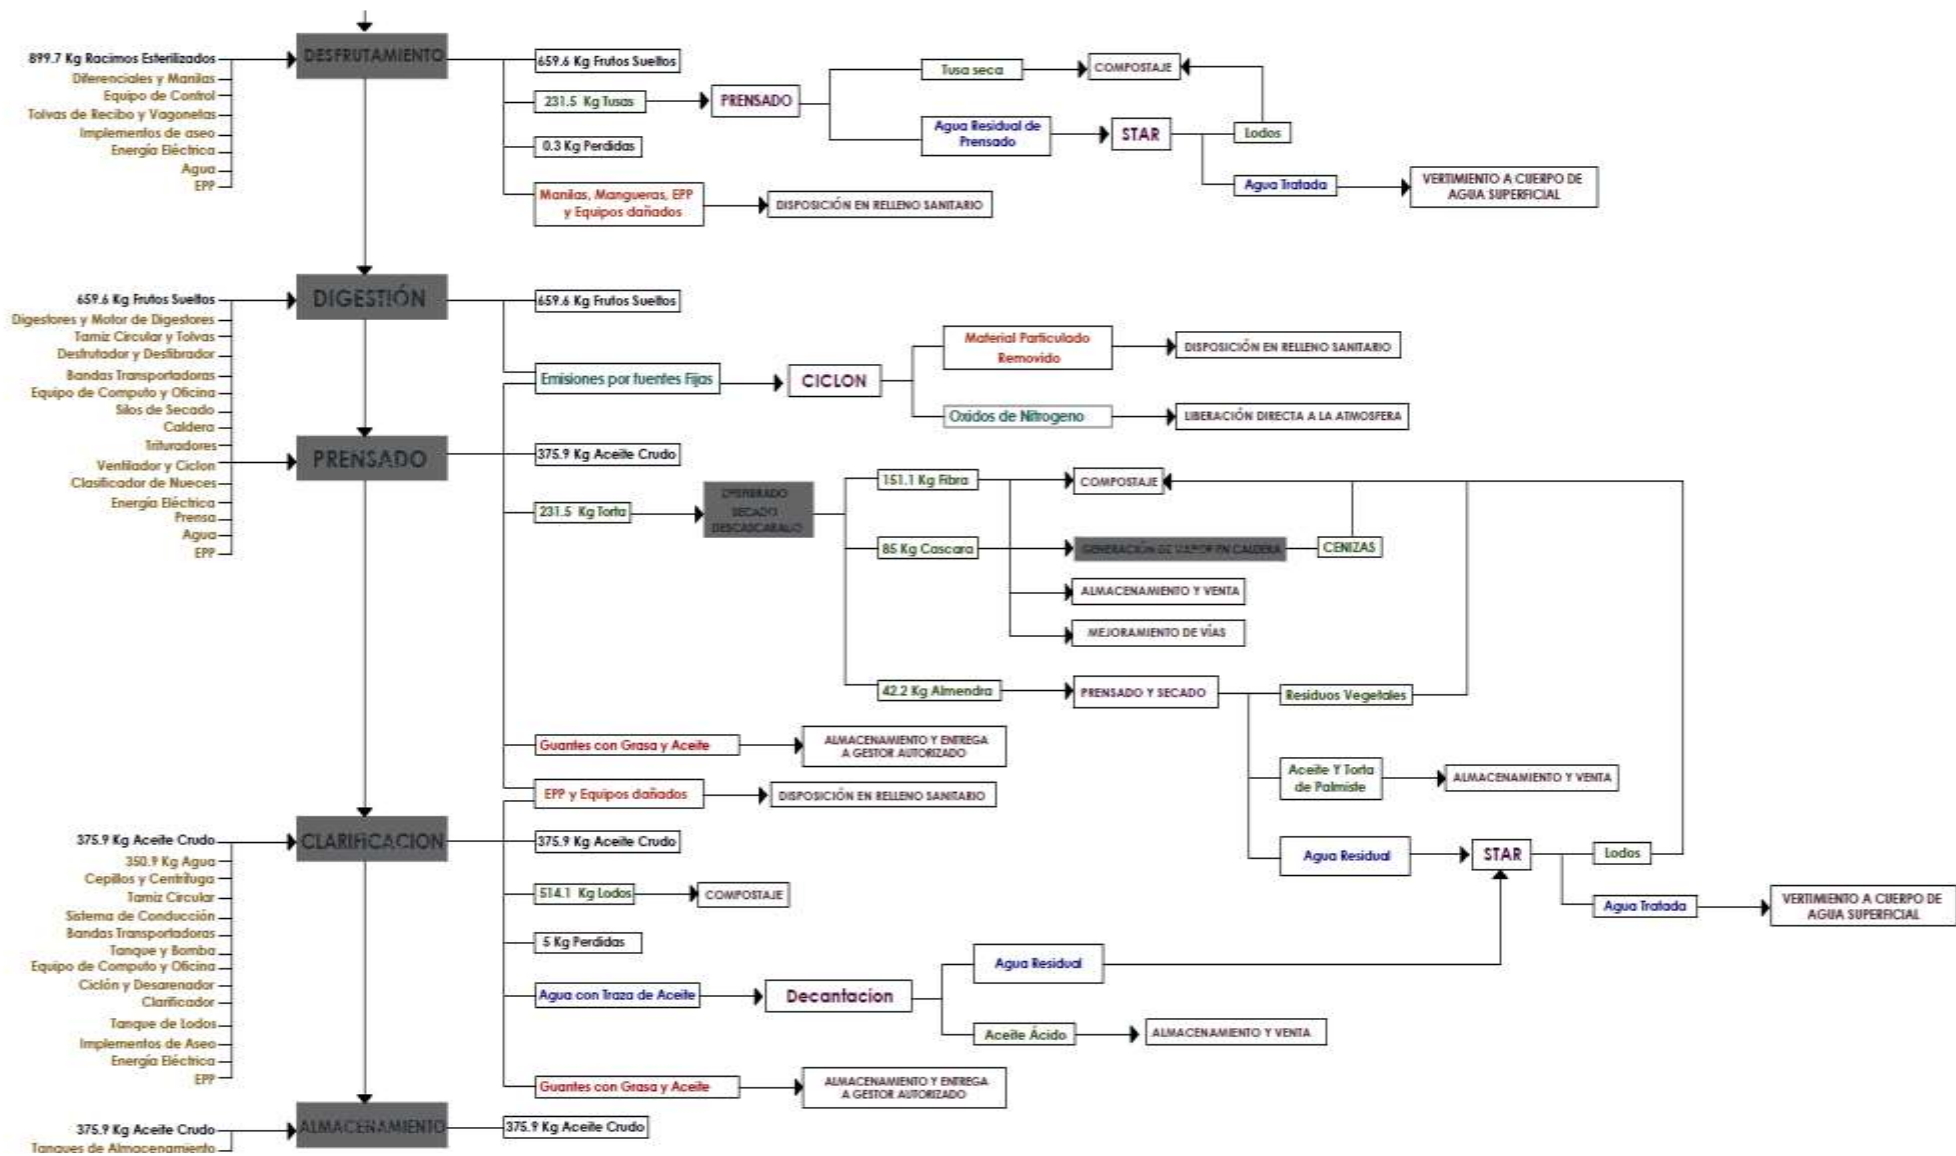 DESFRUTAMIENTO
899.7 Kg Racimos Esterilizados
Diferenciales y Manilas
Equipo de Control
Tolvas de Recibo y Vagonetas
Implementos de aseo
Energía Eléctrica
Agua
EPP
659.6 Kg Frutos Sueltos
231.5 Kg Tusas
PRENSADO
Tusa seca
COMPOSTAJE
Agua Residual de
Prensado
STAR
Lodos
Agua Tratada
VERTIMIENTO A CUERPO DE
AGUA SUPERFICIAL
0.3 Kg Perdidas
Manilas, Mangueras, EPP
y Equipos dañados
DISPOSICIÓN EN RELLENO SANITARIO
DIGESTIÓN
659.6 Kg Frutos Sueltos
Digestores y Motor de Digestores
Tamiz Circular y Tolvas
Desfrutador y Desfibrador
Bandas Transportadoras
Equipo de Computo y Oficina
Silos de Secado
Caldera
Trituradores
Ventilador y Ciclon
Clasificador de Nueces
Energía Eléctrica
Prensa
Agua
EPP
659.6 Kg Frutos Sueltos
Emisiones por fuentes Fijas
CICLON
Material Particulado
Removido
DISPOSICIÓN EN RELLENO SANITARIO
Oxidos de Nitrogeno
LIBERACIÓN DIRECTA A LA ATMOSFERA
PRENSADO
375.9 Kg Aceite Crudo
231.5 Kg Torta
SECADO
DESCASCARADO
151.1 Kg Fibra
COMPOSTAJE
85 Kg Cascara
GENERACIÓN DE VAPOR EN CALDERA
CENIZAS
ALMACENAMIENTO Y VENTA
MEJORAMIENTO DE VÍAS
42.2 Kg Almendra
PRENSADO Y SECADO
Residuos Vegetales
Aceite Y Torta
de Palmiste
ALMACENAMIENTO Y VENTA
Agua Residual
STAR
Lodos
Agua Tratada
VERTIMIENTO A CUERPO DE
AGUA SUPERFICIAL
Guantes con Grasa y Aceite
ALMACENAMIENTO Y ENTREGA
A GESTOR AUTORIZADO
EPP y Equipos dañados
DISPOSICIÓN EN RELLENO SANITARIO
CLARIFICACION
375.9 Kg Aceite Crudo
350.9 Kg Agua
Cepillos y Centrífuga
Tamiz Circular
Sistema de Conducción
Bandas Transportadoras
Tanque y Bomba
Equipo de Computo y Oficina
Ciclón y Desarenador
Clarificador
Tanque de Lodos
Implementos de Aseo
Energía Eléctrica
EPP
375.9 Kg Aceite Crudo
514.1 Kg Lodos
COMPOSTAJE
5 Kg Perdidas
Agua con Traza de Aceite
Decantacion
Agua Residual
Aceite Ácido
ALMACENAMIENTO Y VENTA
Guantes con Grasa y Aceite
ALMACENAMIENTO Y ENTREGA
A GESTOR AUTORIZADO
ALMACENAMIENTO
375.9 Kg Aceite Crudo
Tanques de Almacenamiento
375.9 Kg Aceite Crudo